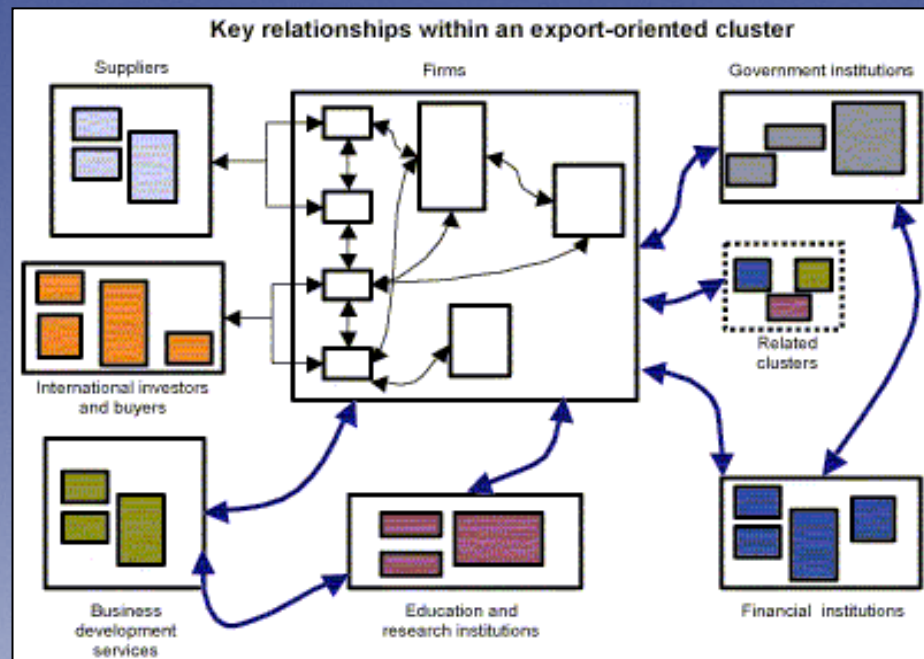 Key relationships within an export-oriented cluster
Suppliers
Firms
Government institutions
Related
clusters
International investors
and buyers
Business
development
services
Education and
research institutions
Financial institutions